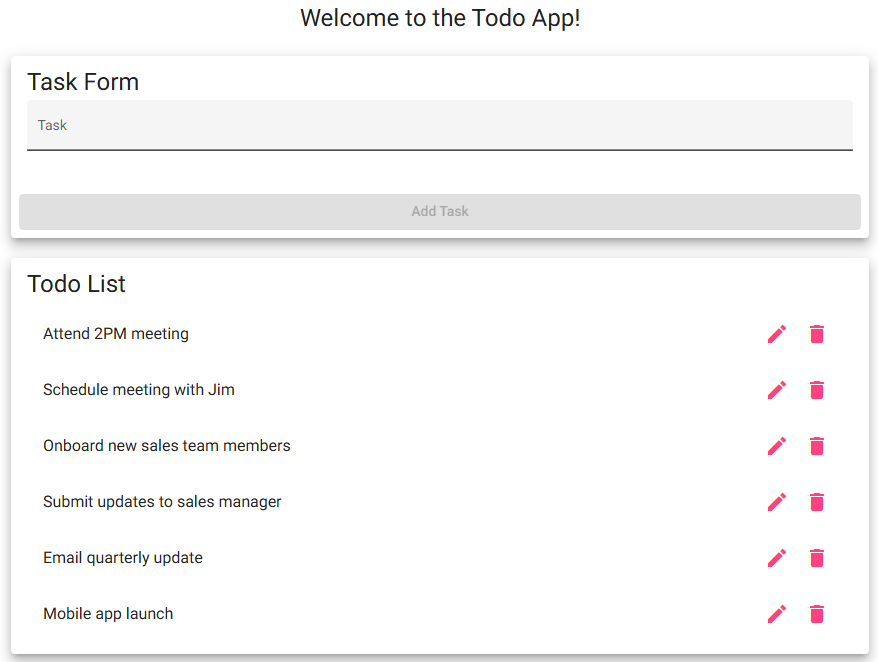 Welcome to the Todo App!
Task Form
Task
Add Task
Todo List
Attend 2PM meeting
Schedule meeting with Jim
Onboard new sales team members
Submit updates to sales manager
Email quarterly update
Mobile app launch